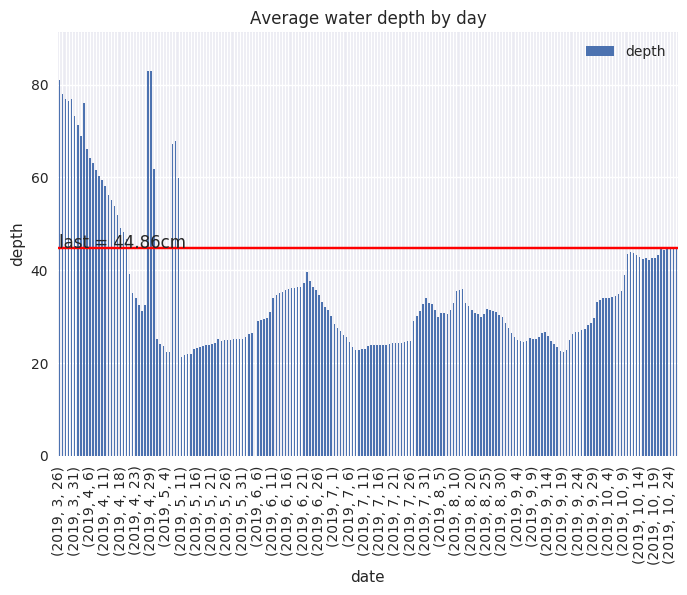 Average water depth by day
depth
80
60
40
20
0
last = 44.86cm
depth
(2019, 3, 26)
(2019, 3, 31)
(2019, 4, 6)
(2019, 4, 11)
(2019, 4, 18)
(2019, 4, 23)
(2019, 4, 29)
(2019, 5, 4)
(2019, 5, 11)
(2019, 5, 16)
(2019, 5, 21)
(2019, 5, 26)
(2019, 5, 31)
(2019, 6, 6)
(2019, 6, 11)
(2019, 6, 16)
(2019, 6, 21)
(2019, 6, 26)
(2019, 7, 1)
(2019, 7, 6)
(2019, 7, 11)
(2019, 7, 16)
(2019, 7, 21)
(2019, 7, 26)
(2019, 7, 31)
(2019, 8, 5)
(2019, 8, 10)
(2019, 8, 20)
(2019, 8, 25)
(2019, 8, 30)
(2019, 9, 4)
(2019, 9, 9)
(2019, 9, 14)
(2019, 9, 19)
(2019, 9, 24)
(2019, 9, 29)
(2019, 10, 4)
(2019, 10, 9)
(2019, 10, 14)
(2019, 10, 19)
(2019, 10, 24)
date